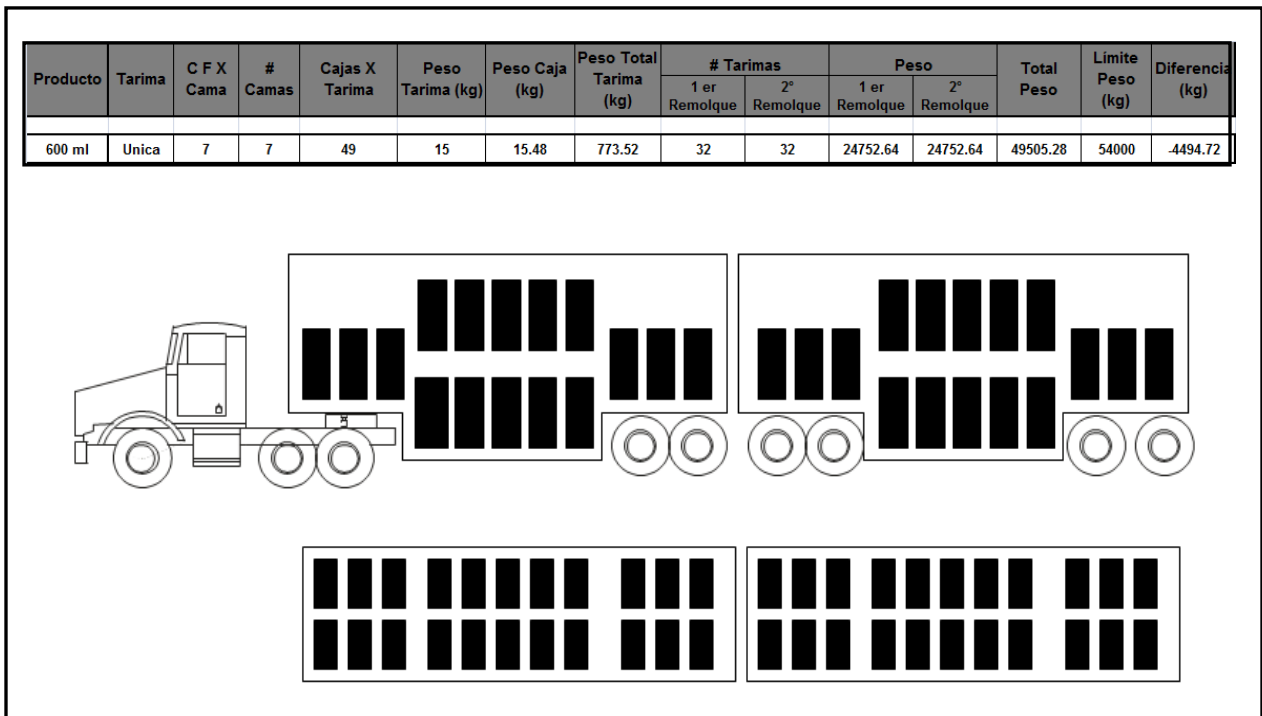 Producto Tarima C F X Cama # Camas Cajas X Tarima Peso Tarima (kg) Peso Caja (kg) Peso Total Tarima (kg) # Tarimas Peso Total Peso Límite Peso (kg) Diferencia (kg)
1 er Remolque 2° Remolque 1 er Remolque 2° Remolque
600 ml Unica 7 7 49 15 15.48 773.52 32 32 24752.64 24752.64 49505.28 54000 -4494.72